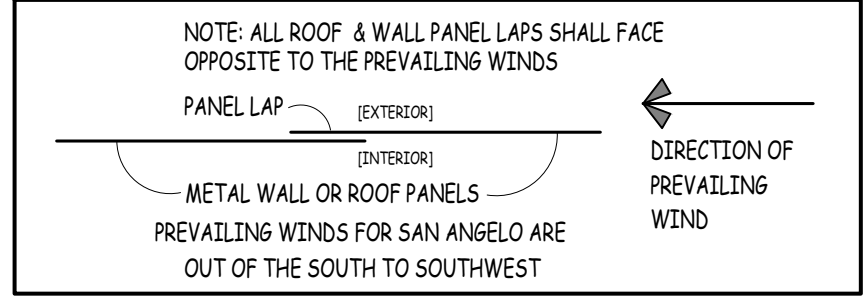 NOTE: ALL ROOF & WALL PANEL LAPS SHALL FACE
OPPOSITE TO THE PREVAILING WINDS
PANEL LAP
[EXTERIOR]
[INTERIOR]
METAL WALL OR ROOF PANELS
DIRECTION OF
PREVAILING
WIND
PREVAILING WINDS FOR SAN ANGELO ARE
OUT OF THE SOUTH TO SOUTHWEST